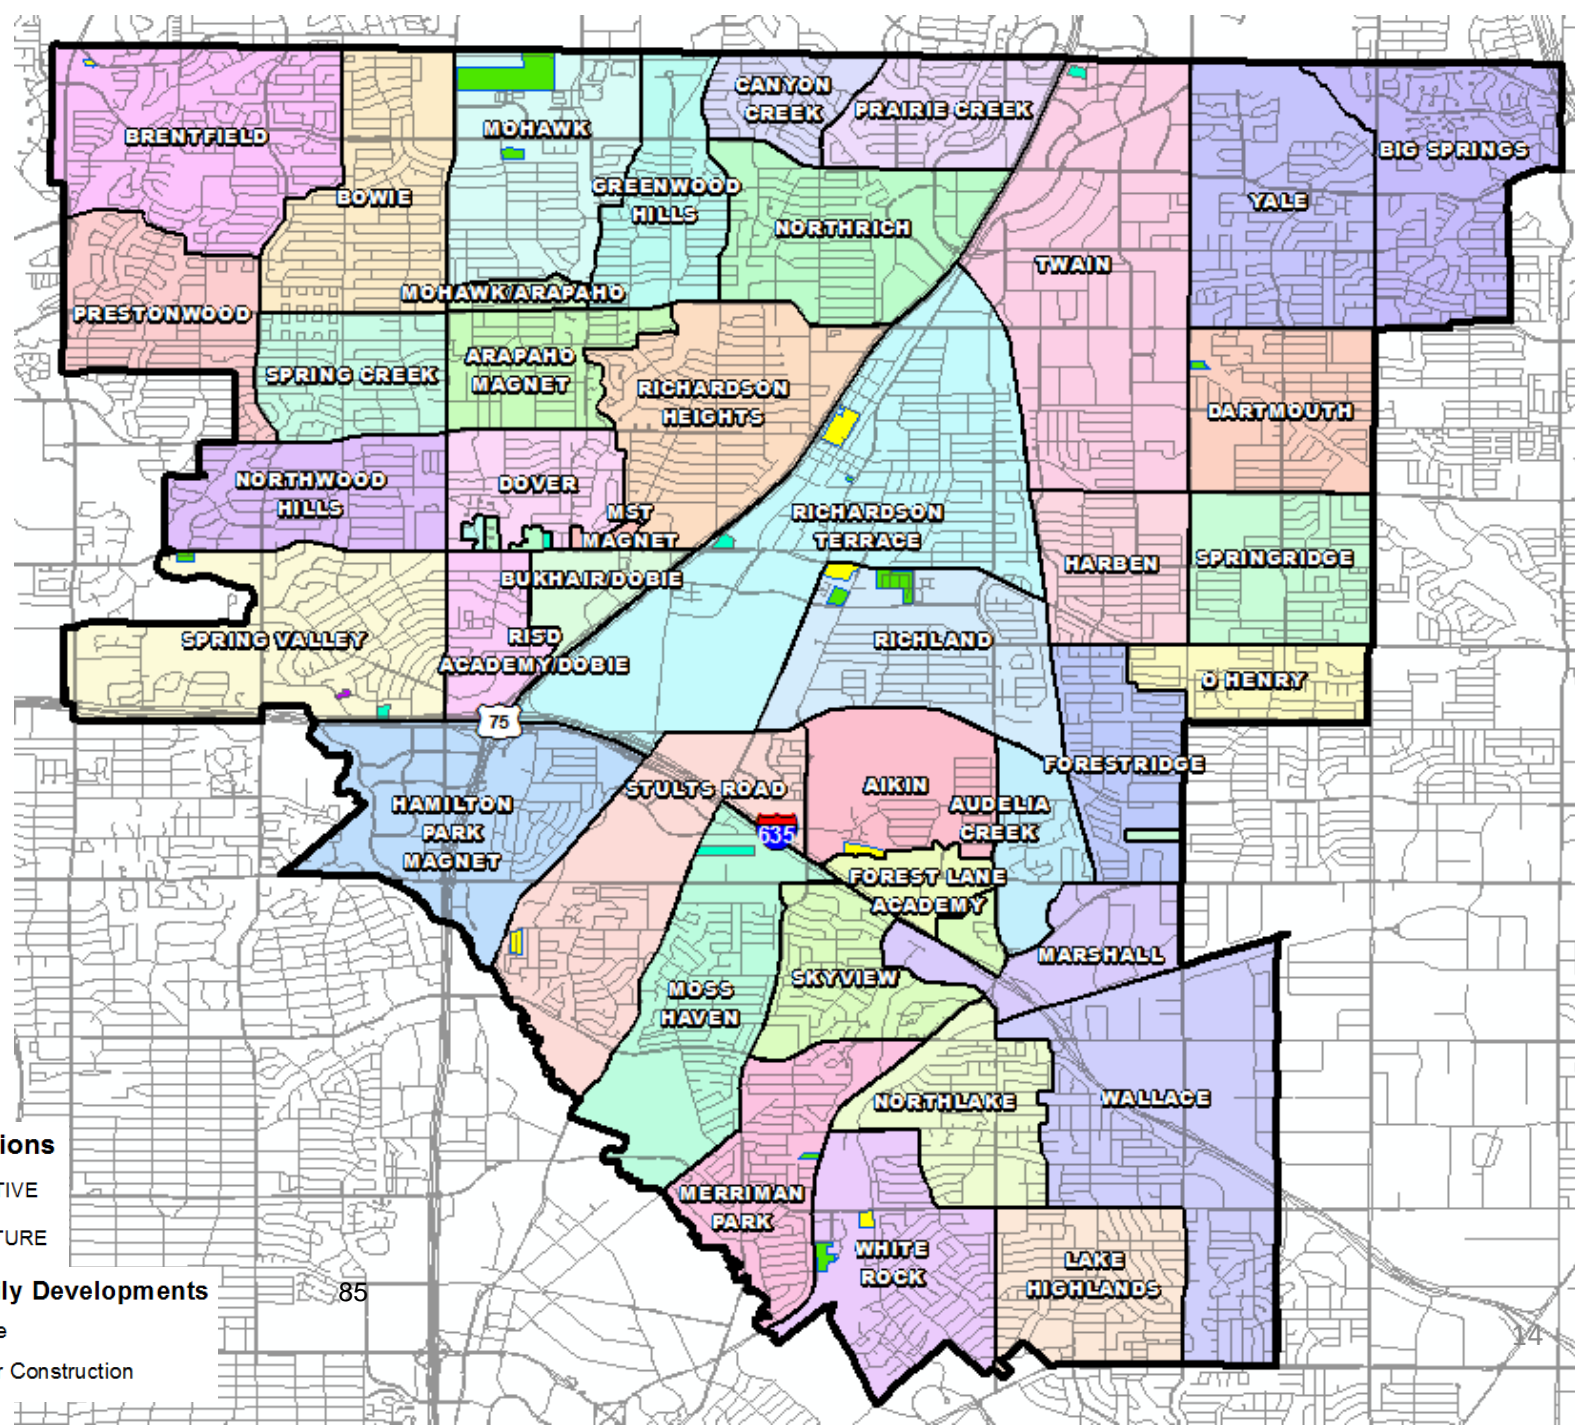 CANYON
CREEK
PRAIRIE CREEK
BRENTFIELD
MOHAWK
BIG SPRINGS
BOWIE
GREENWOOD
HILLS
YALE
NORTHRICH
TWAIN
MOHAWK/ARAPAHO
PRESTONWOOD
ARAPAHO
MAGNET
SPRING CREEK
RICHARDSON
HEIGHTS
DARTMOUTH
NORTHWOOD
HILLS
DOVER
MST
MAGNET
RICHARDSON
TERRACE
HARBEN
SPRINGRIDGE
BUKHAIR/DOBIE
SPRING VALLEY
RISD
ACADEMY/DOBIE
RICHLAND
O HENRY
75
FORESTRIDGE
STULTS ROAD
AIKIN
HAMILTON
PARK
MAGNET
AUDELIA
CREEK
635
FOREST LANE
ACADEMY
MARSHALL
SKYVIEW
MOSS
HAVEN
NORTHLAKE
WALLACE
ions
TIVE
MERRIMAN
PARK
TURE
WHITE
ROCK
LAKE
HIGHLANDS
ly Developments
85
e
14
r Construction